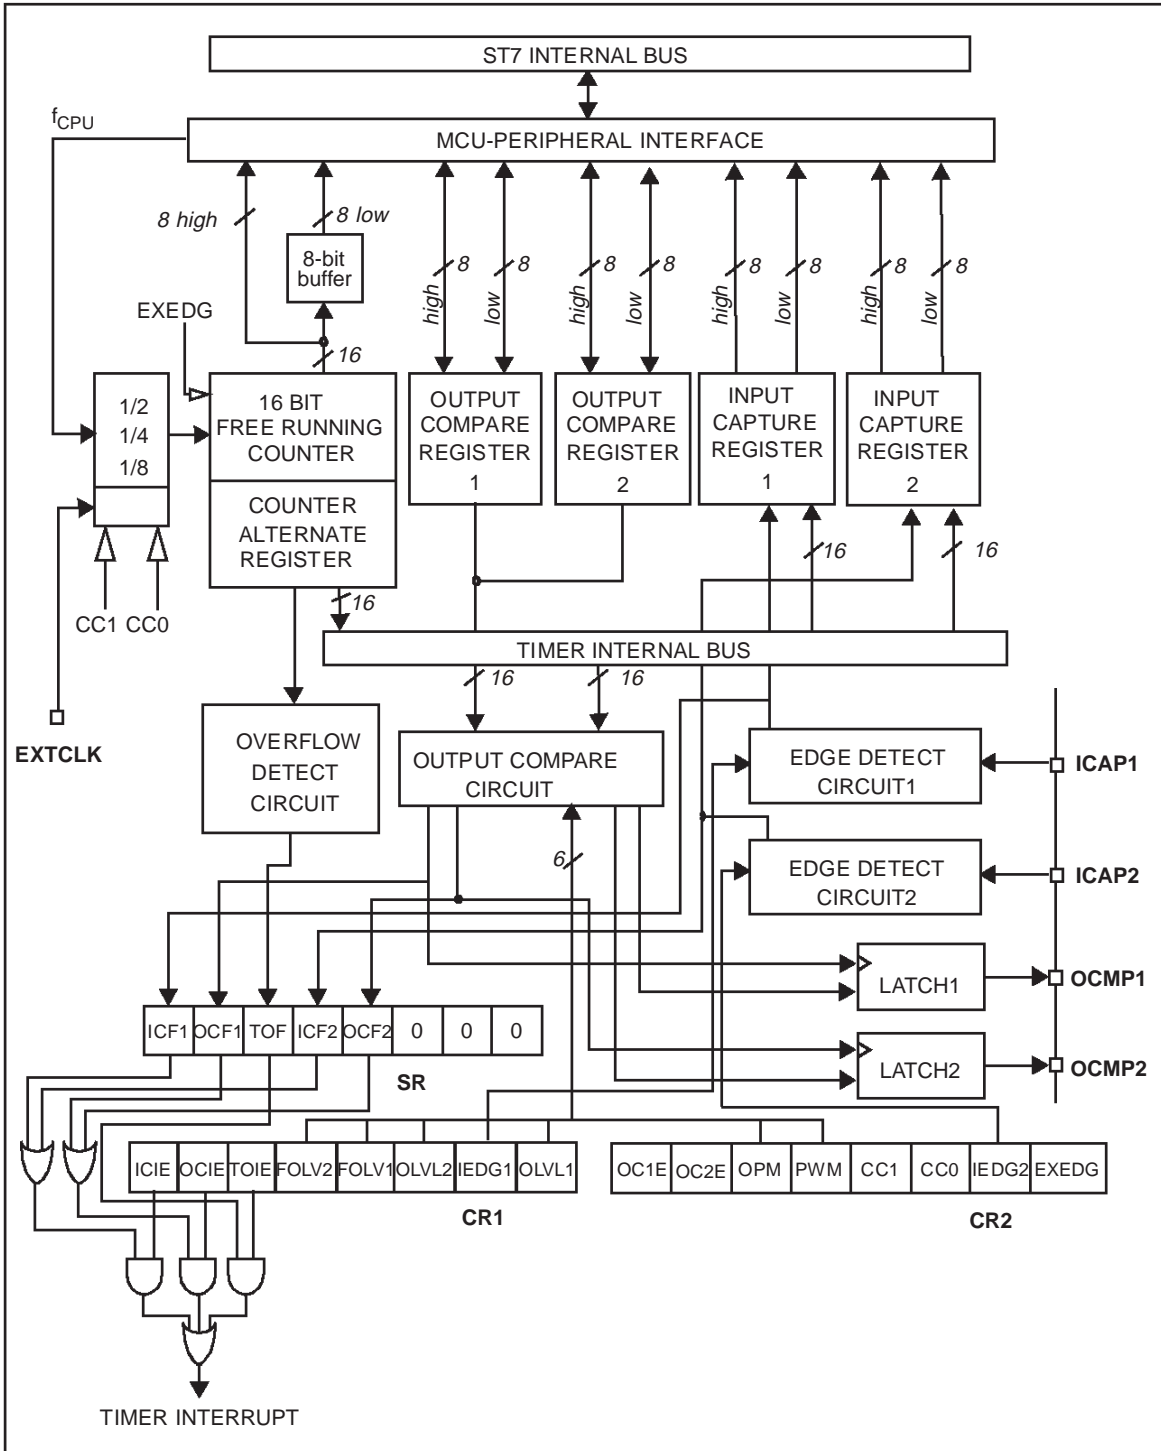 ST7 INTERNAL BUS
fCPU
MCU-PERIPHERAL INTERFACE
8 high
8 low
8-bit
buffer
8
8
8
8
8
8
8
8
high
low
high
low
high
low
high
low
EXEDG
16
1/2
1/4
1/8
16 BIT
FREE RUNNING
COUNTER
OUTPUT
COMPARE
REGISTER
1
OUTPUT
COMPARE
REGISTER
2
INPUT
CAPTURE
REGISTER
1
INPUT
CAPTURE
REGISTER
2
COUNTER
ALTERNATE
REGISTER
16
16
16
CC1 CC0
TIMER INTERNAL BUS
16
16
EXTCLK
OVERFLOW
DETECT
CIRCUIT
OUTPUT COMPARE
CIRCUIT
EDGE DETECT
CIRCUIT1
ICAP1
6
EDGE DETECT
CIRCUIT2
ICAP2
LATCH1
OCMP1
ICF1 OCF1 TOF ICF2 OCF2 0 0 0
SR
LATCH2
OCMP2
ICIE OCIE TOIE FOLV2 FOLV1 OLVL2 IEDG1 OLVL1
CR1
OC1E OC2E OPM PWM CC1 CC0 IEDG2 EXEDG
CR2
TIMER INTERRUPT